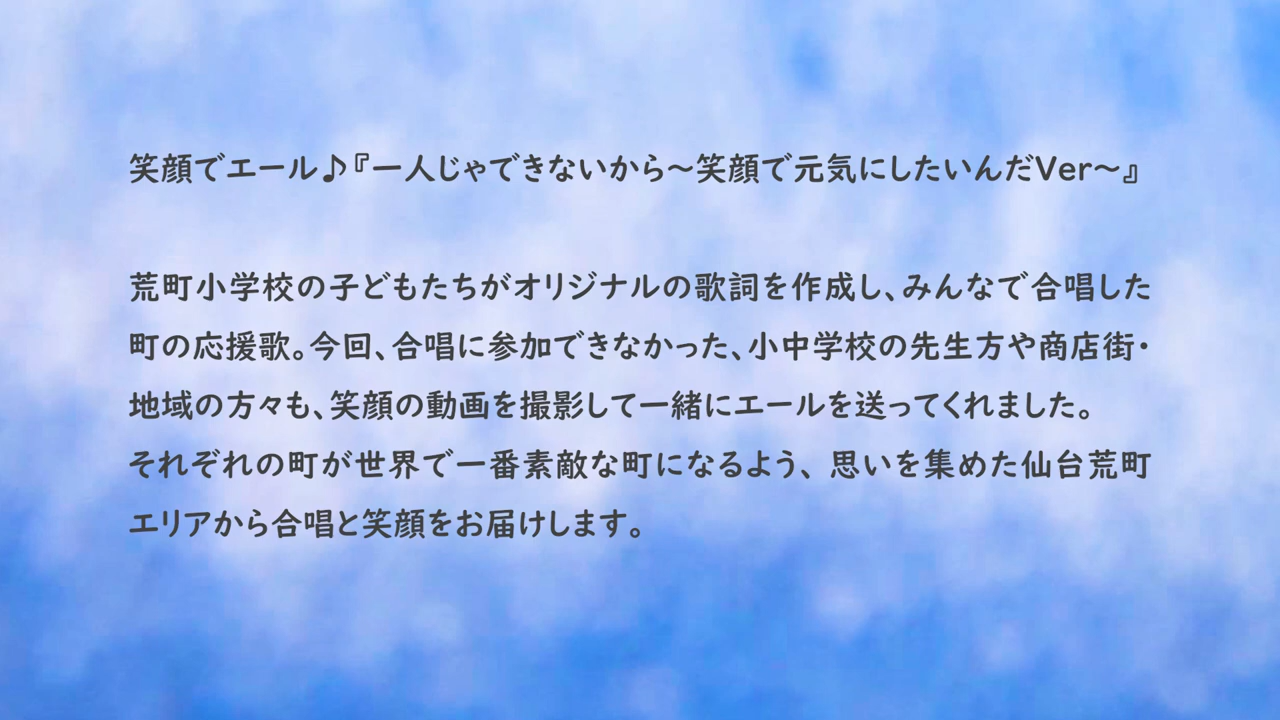 笑顔でエール♪『一人じゃできないから～笑顔で元気にしたいんだVer～』
荒町小学校の子どもたちがオリジナルの歌詞を作成し、みんなで合唱した
町の応援歌。今回、合唱に参加できなかった、小中学校の先生方や商店街・
地域の方々も、笑顔の動画を撮影して一緒にエールを送ってくれました。
それぞれの町が世界で一番素敵な町になるよう、思いを集めた仙台荒町
エリアから合唱と笑顔をお届けします。